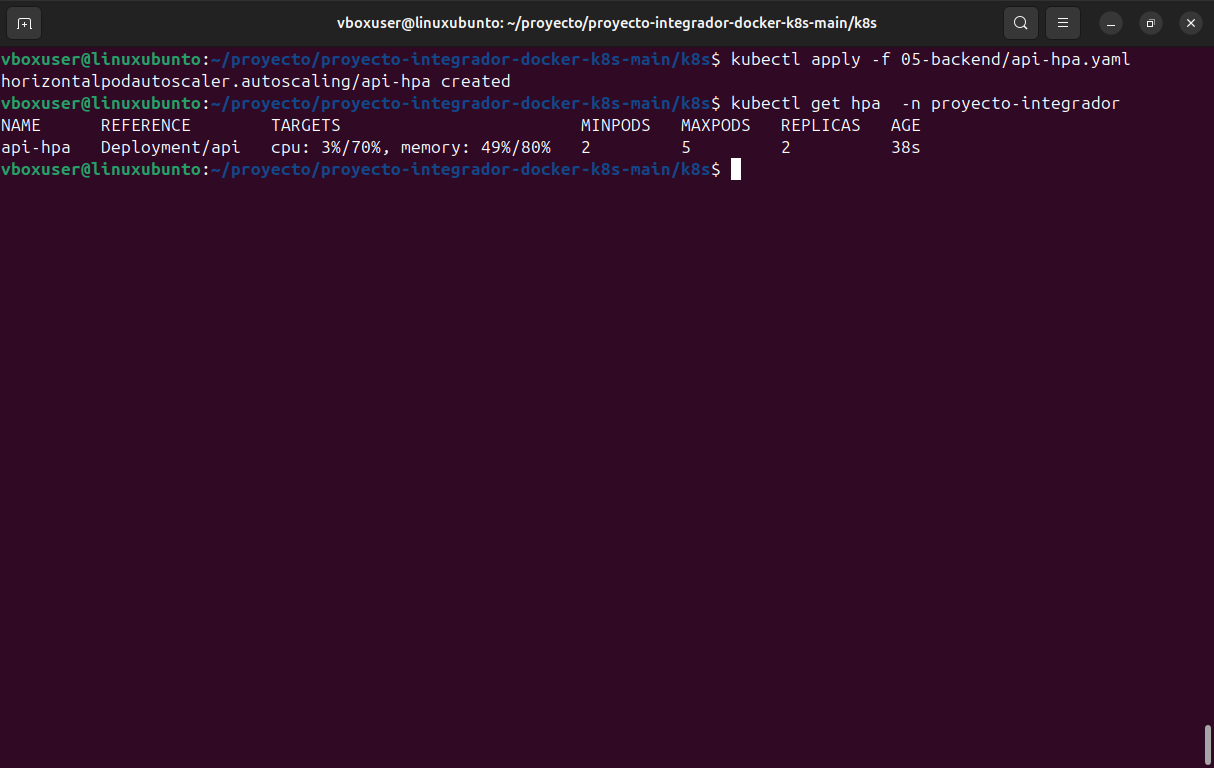 vboxuser@linuxubunto: ~/proyecto/proyecto-integrador-docker-k8s-main/k8s
vboxuser@linuxubunto:~/proyecto/proyecto-integrador-docker-k8s-main/k8s$ kubectl apply -f 05-backend/api-hpa.yaml
horizontalpodautoscaler.autoscaling/api-hpa created
vboxuser@linuxubunto:~/proyecto/proyecto-integrador-docker-k8s-main/k8s$ kubectl get hpa  -n proyecto-integrador
NAME      REFERENCE        TARGETS                        MINPODS   MAXPODS   REPLICAS   AGE
api-hpa   Deployment/api   cpu: 3%/70%, memory: 49%/80%   2         5         2          38s
vboxuser@linuxubunto:~/proyecto/proyecto-integrador-docker-k8s-main/k8s$